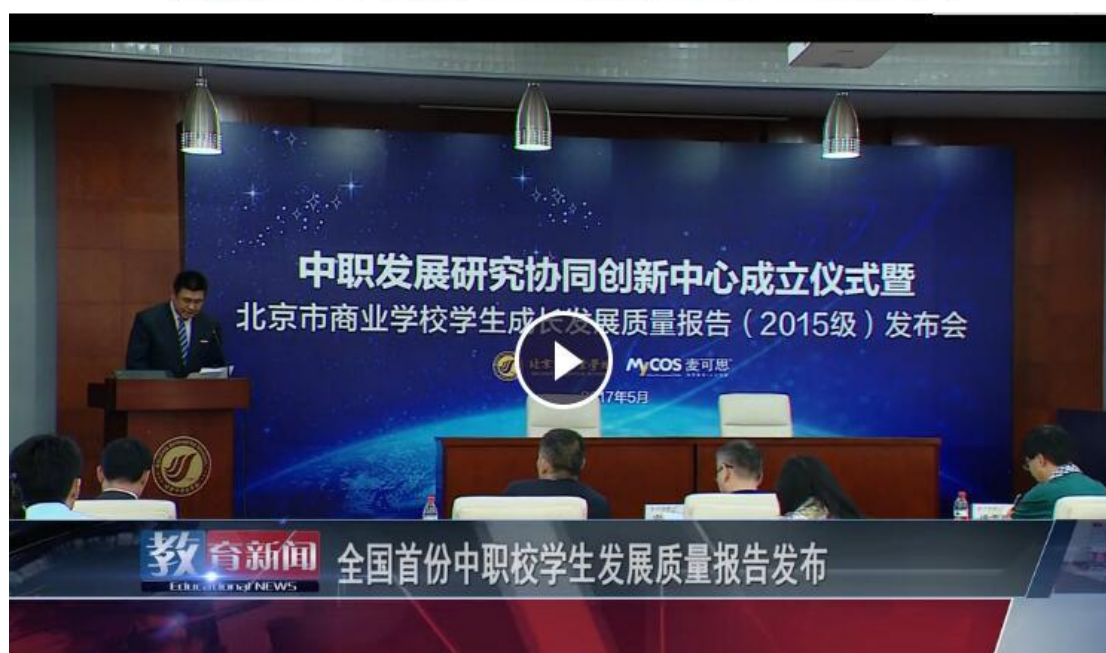 中职发展研究协同创新中心成立仪式暨
北京市商业学校学生成长发展质量报告（2015级）发布会
MyCOS 麦可思
17年5月
教育新闻
Educational NEWS
全国首份中职校学生发展质量报告发布